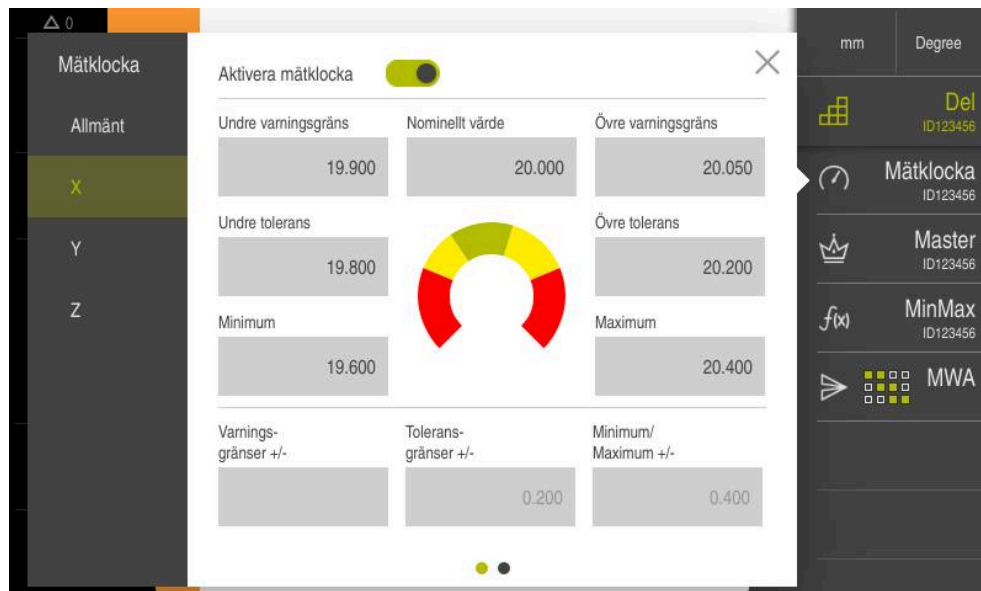 0
Mätklocka
Allmänt
X
Y
Z
Aktivera mätklocka
Undre varningsgräns
Nominellt värde
Övre varningsgräns
19.900
20.000
20.050
Undre tolerans
Övre tolerans
19.800
20.200
Minimum
Maximum
19.600
20.400
Varnings-
gränser +/-
Tolerans-
gränser +/-
Minimum/
Maximum +/-
0.200
0.400
mm
Degree
Del
ID123456
Mätklocka
ID123456
Master
ID123456
f(x)
MinMax
ID123456
MWA